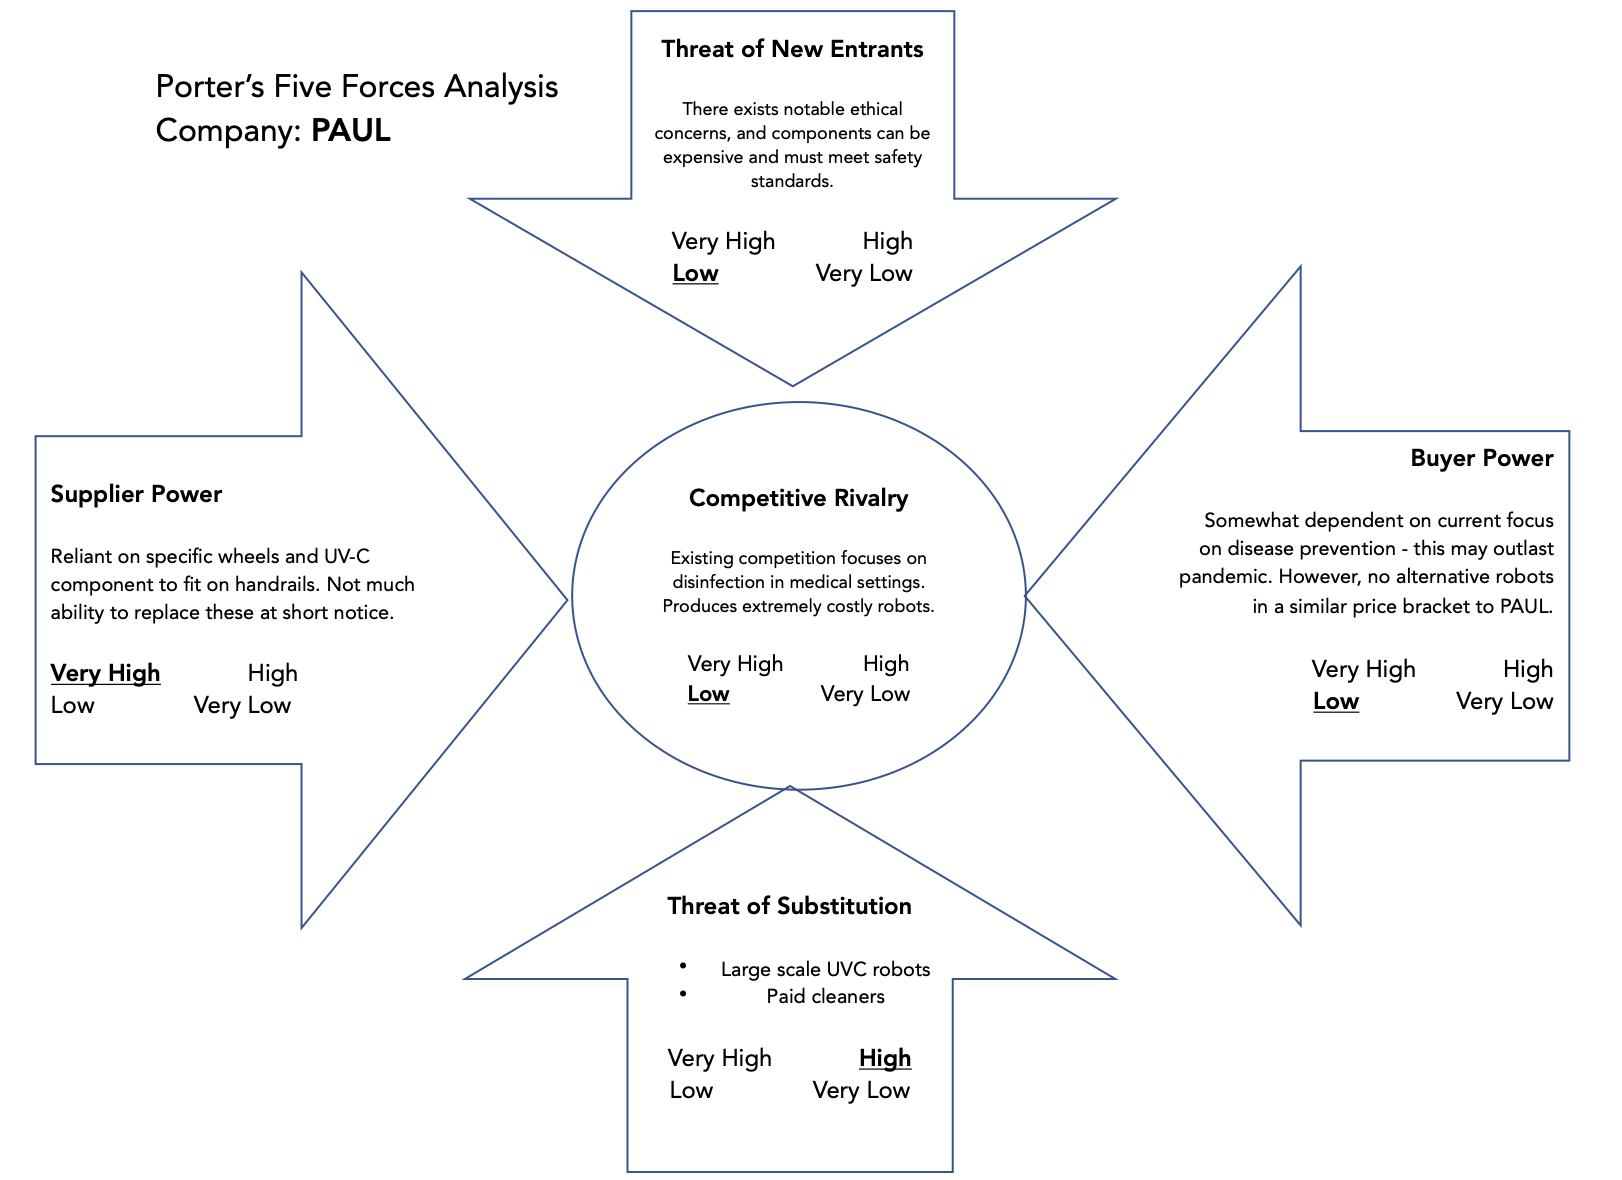 Porter’s Five Forces Analysis
Company: PAUL
Threat of New Entrants
There exists notable ethical
concerns, and components can be
expensive and must meet safety
standards.
Very High High
Low Very Low
Supplier Power
Reliant on specific wheels and UV-C
component to fit on handrails. Not much
ability to replace these at short notice.
Very High High
Low Very Low
Competitive Rivalry
Existing competition focuses on
disinfection in medical settings.
Produces extremely costly robots.
Very High High
Low Very Low
Buyer Power
Somewhat dependent on current focus
on disease prevention - this may outlast
pandemic. However, no alternative robots
in a similar price bracket to PAUL.
Very High High
Low Very Low
Threat of Substitution
• Large scale UVC robots
• Paid cleaners
Very High High
Low Very Low